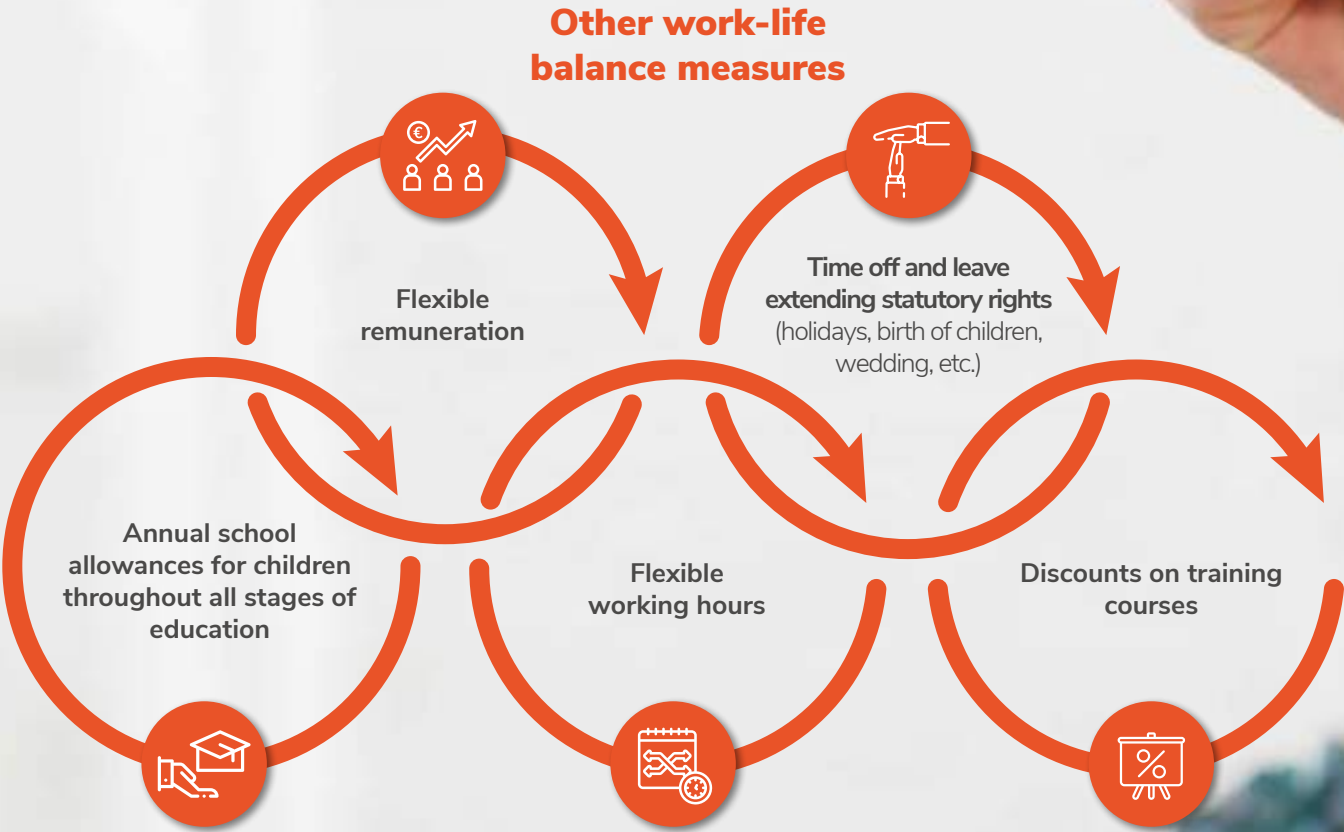 Other work-life
balance measures
Flexible
remuneration
Time off and leave
extending statutory rights
(holidays, birth of children,
wedding, etc.)
Annual school
allowances for children
throughout all stages of
education
Flexible
working hours
Discounts on training
courses
€
%